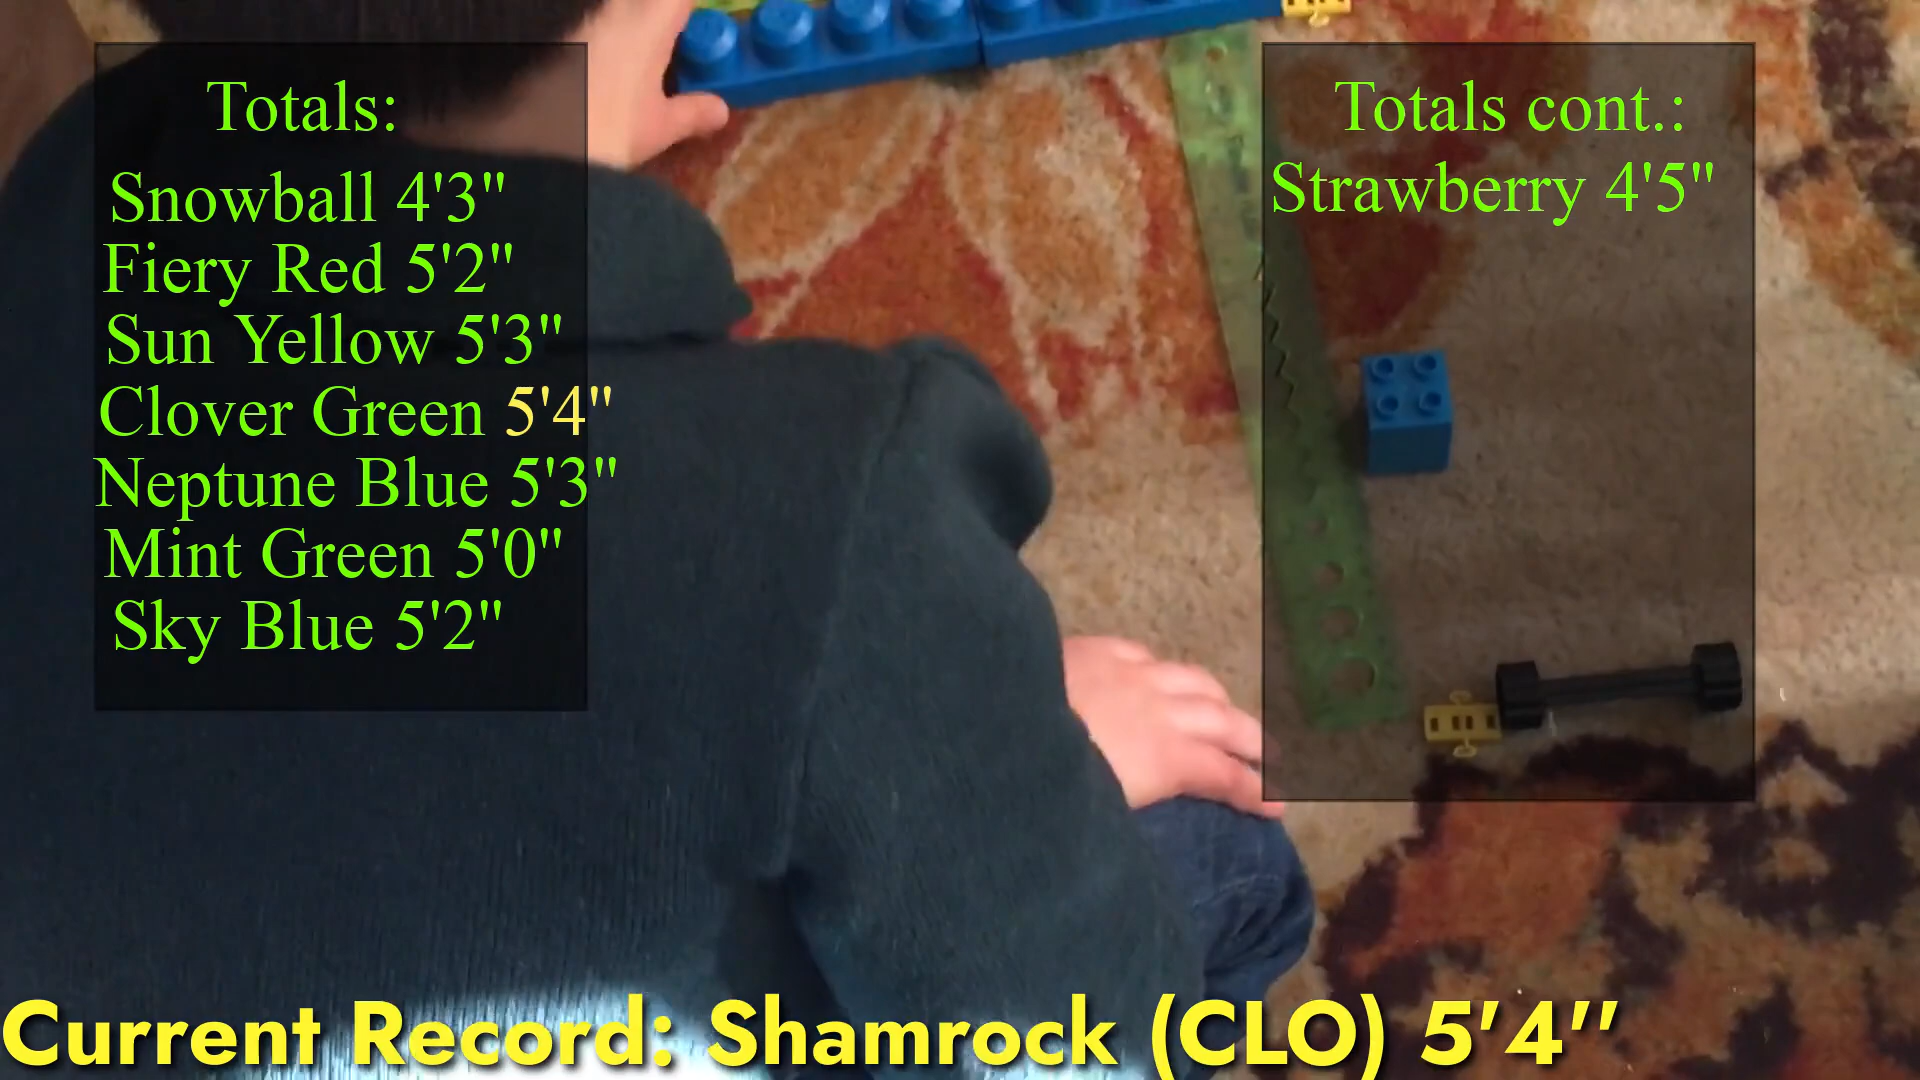 Totals:
Snowball 4'3"
Fiery Red 5'2"
Sun Yellow 5'3"
Clover Green 5'4"
Neptune Blue 5'3"
Mint Green 5'0"
Sky Blue 5'2"
Totals cont.:
Strawberry 4'5"
Current Record: Shamrock (CLO) 5'4''